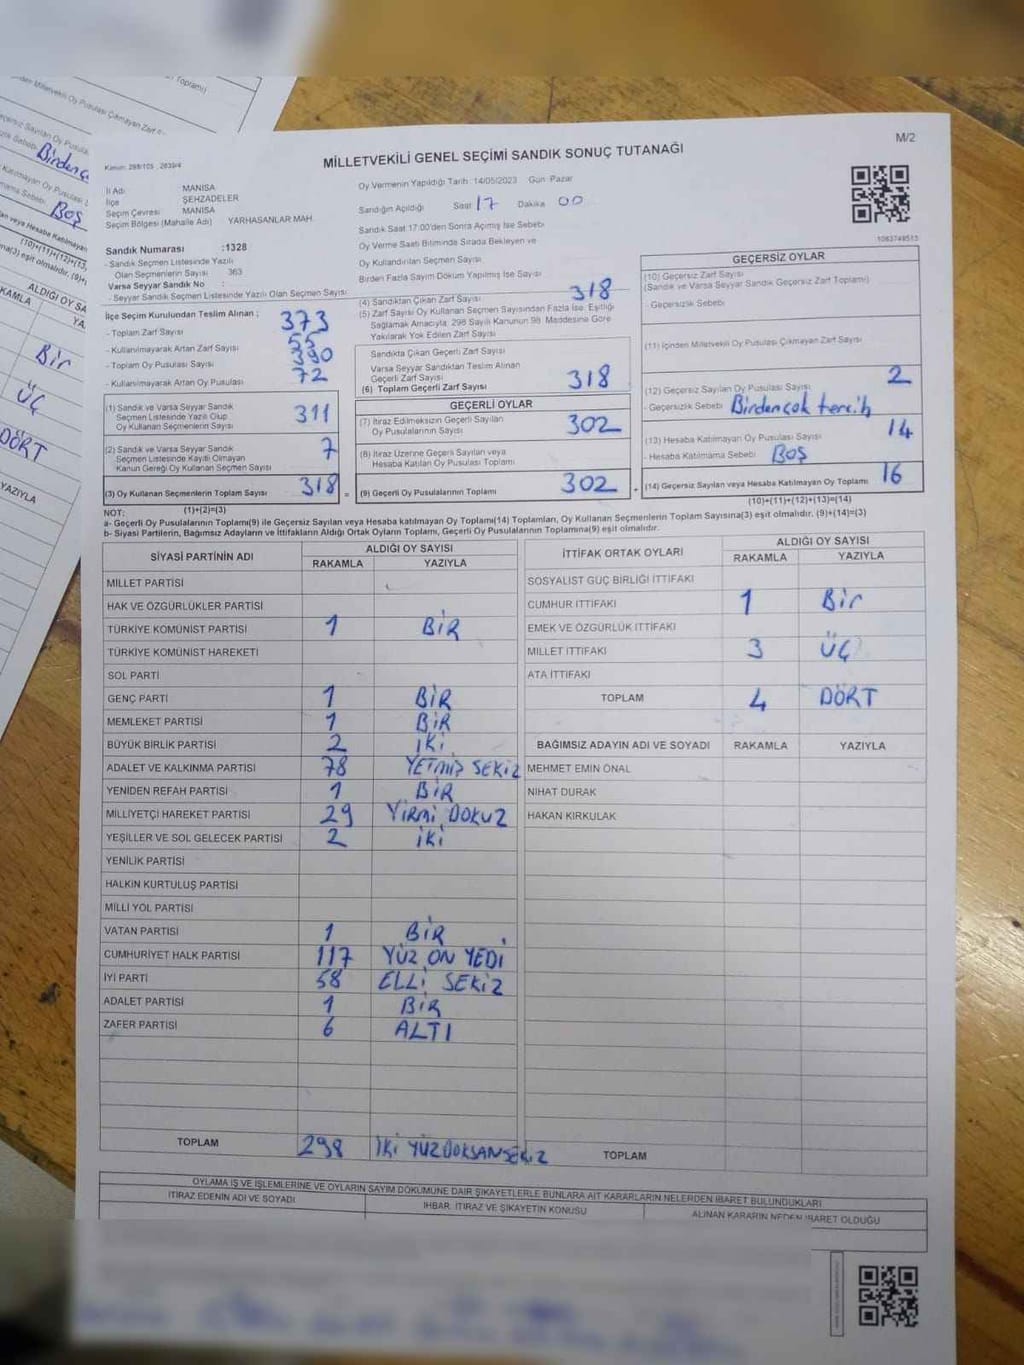 M/2
Kanun: 298/105 , 2839/4
MİLLETVEKİLİ GENEL SEÇİMİ SANDIK SONUÇ TUTANAĞI
İl Adı MANİSA
İlçe ŞEHZADELER
Seçim Çevresi MANİSA
Seçim Bölgesi (Mahalle Adı) YARHASANLAR MAH.
Sandık Numarası :1328
- Sandık Seçmen Listesinde Yazılı
Olan Seçmenlerin Sayısı 363
Varsa Seyyar Sandık No :
- Seyyar Sandık Seçmen Listesinde Yazılı Olan Seçmen Sayısı
İlçe Seçim Kurulundan Teslim Alınan ;
- Toplam Zarf Sayısı 373
- Kullanılmayarak Artan Zarf Sayısı 55
- Toplam Oy Pusulası Sayısı 390
- Kullanılmayarak Artan Oy Pusulası 72
(1) Sandık ve Varsa Seyyar Sandık
Seçmen Listesinde Yazılı Olup
Oy Kullanan Seçmenlerin Sayısı 311
(2) Sandık ve Varsa Seyyar Sandık
Seçmen Listesinde Kayıtlı Olmayan
Kanun Gereği Oy Kullanan Seçmen Sayısı 7
(3) Oy Kullanan Seçmenlerin Toplam Sayısı 318 =
(1)+(2)=(3)
Oy Vermenin Yapıldığı Tarih :14/05/2023 Gün: Pazar
Sandığın Açıldığı Saat 17 Dakika 00
Sandık Saat 17.00'den Sonra Açımış İse Sebebi
Oy Verme Saati Bitiminde Sırada Bekleyen ve
Oy Kullandırılan Seçmen Sayısı
Birden Fazla Sayım Döküm Yapılmış İse Sayısı
(4) Sandıktan Çıkan Zarf Sayısı 318
(5) Zarf Sayısı Oy Kullanan Seçmen Sayısından Fazla İse, Eşitliği
Sağlamak Amacıyla, 298 Sayılı Kanunun 98. Maddesine Göre
Yakılarak Yok Edilen Zarf Sayısı
Sandıkta Çıkan Geçerli Zarf Sayısı
Varsa Seyyar Sandıktan Teslim Alınan
Geçerli Zarf Sayısı
(6) Toplam Geçerli Zarf Sayısı 318
GEÇERLİ OYLAR
(7) İtiraz Edilmeksizin Geçerli Sayılan
Oy Pusulalarının Sayısı 302
(8) İtiraz Üzerine Geçerli Sayılan veya
Hesaba Katılan Oy Pusulası Toplamı
(9) Geçerli Oy Pusulalarının Toplamı 302 +
1063749515
GEÇERSİZ OYLAR
(10) Geçersiz Zarf Sayısı
(Sandık ve Varsa Seyyar Sandık Geçersiz Zarf Toplamı)
- Geçersizlik Sebebi
(11) İçinden Milletvekili Oy Pusulası Çıkmayan Zarf Sayısı
(12) Geçersiz Sayılan Oy Pusulası Sayısı 2
- Geçersizlik Sebebi Birdençok tercih
(13) Hesaba Katılmayan Oy Pusulası Sayısı 14
- Hesaba Katılmama Sebebi Boş
(14) Geçersiz Sayılan veya Hesaba Katılmayan Oy Toplamı 16
(10)+(11)+(12)+(13)=(14)
NOT:
a- Geçerli Oy Pusulalarının Toplamı(9) ile Geçersiz Sayılan veya Hesaba katılmayan Oy Toplamı(14) Toplamları, Oy Kullanan Seçmenlerin Toplam Sayısına(3) eşit olmalıdır. (9)+(14)=(3)
b- Siyasi Partilerin, Bağımsız Adayların ve İttifakların Aldığı Ortak Oyların Toplamı, Geçerli Oy Pusulalarının Toplamına(9) eşit olmalıdır.
SİYASİ PARTİNİN ADI ALDIĞI OY SAYISI
RAKAMLA YAZIYLA
MİLLET PARTİSİ
HAK VE ÖZGÜRLÜKLER PARTİSİ
TÜRKİYE KOMÜNİST PARTİSİ 1 BİR
TÜRKİYE KOMÜNİST HAREKETİ
SOL PARTİ
GENÇ PARTİ 1 BİR
MEMLEKET PARTİSİ 1 BİR
BÜYÜK BİRLİK PARTİSİ 2 İKİ
ADALET VE KALKINMA PARTİSİ 78 YETMİŞ SEKİZ
YENİDEN REFAH PARTİSİ 1 BİR
MİLLİYETÇİ HAREKET PARTİSİ 29 YİRMİ DOKUZ
YEŞİLLER VE SOL GELECEK PARTİSİ 2 İKİ
YENİLİK PARTİSİ
HALKIN KURTULUŞ PARTİSİ
MİLLİ YOL PARTİSİ
VATAN PARTİSİ 1 BİR
CUMHURİYET HALK PARTİSİ 117 YÜZ ON YEDİ
İYİ PARTİ 58 ELLİ SEKİZ
ADALET PARTİSİ 1 BİR
ZAFER PARTİSİ 6 ALTI
TOPLAM 298 İKİ YÜZ DOKSAN SEKİZ
İTTİFAK ORTAK OYLARI ALDIĞI OY SAYISI
RAKAMLA YAZIYLA
SOSYALİST GÜÇ BİRLİĞİ İTTİFAKI
CUMHUR İTTİFAKI 1 Bir
EMEK VE ÖZGÜRLÜK İTTİFAKI
MİLLET İTTİFAKI 3 ÜÇ
ATA İTTİFAKI
TOPLAM 4 DÖRT
BAĞIMSIZ ADAYIN ADI VE SOYADI RAKAMLA YAZIYLA
MEHMET EMİN ÖNAL
NİHAT DURAK
HAKAN KIRKULAK
TOPLAM
OYLAMA İŞ VE İŞLEMLERİNE VE OYLARIN SAYIM DÖKÜMÜNE DAİR ŞİKAYETLERLE BUNLARA AİT KARARLARIN NELERDEN İBARET BULUNDUKLARI
İTİRAZ EDENİN ADI VE SOYADI İHBAR, İTİRAZ VE ŞİKAYETİN KONUSU ALINAN KARARIN NEDEN İBARET OLDUĞU
Boş
(10)+(11)+(12)
ALDIĞI OY SA
Bir
ÜÇ
DÖRT
YAZIYLA